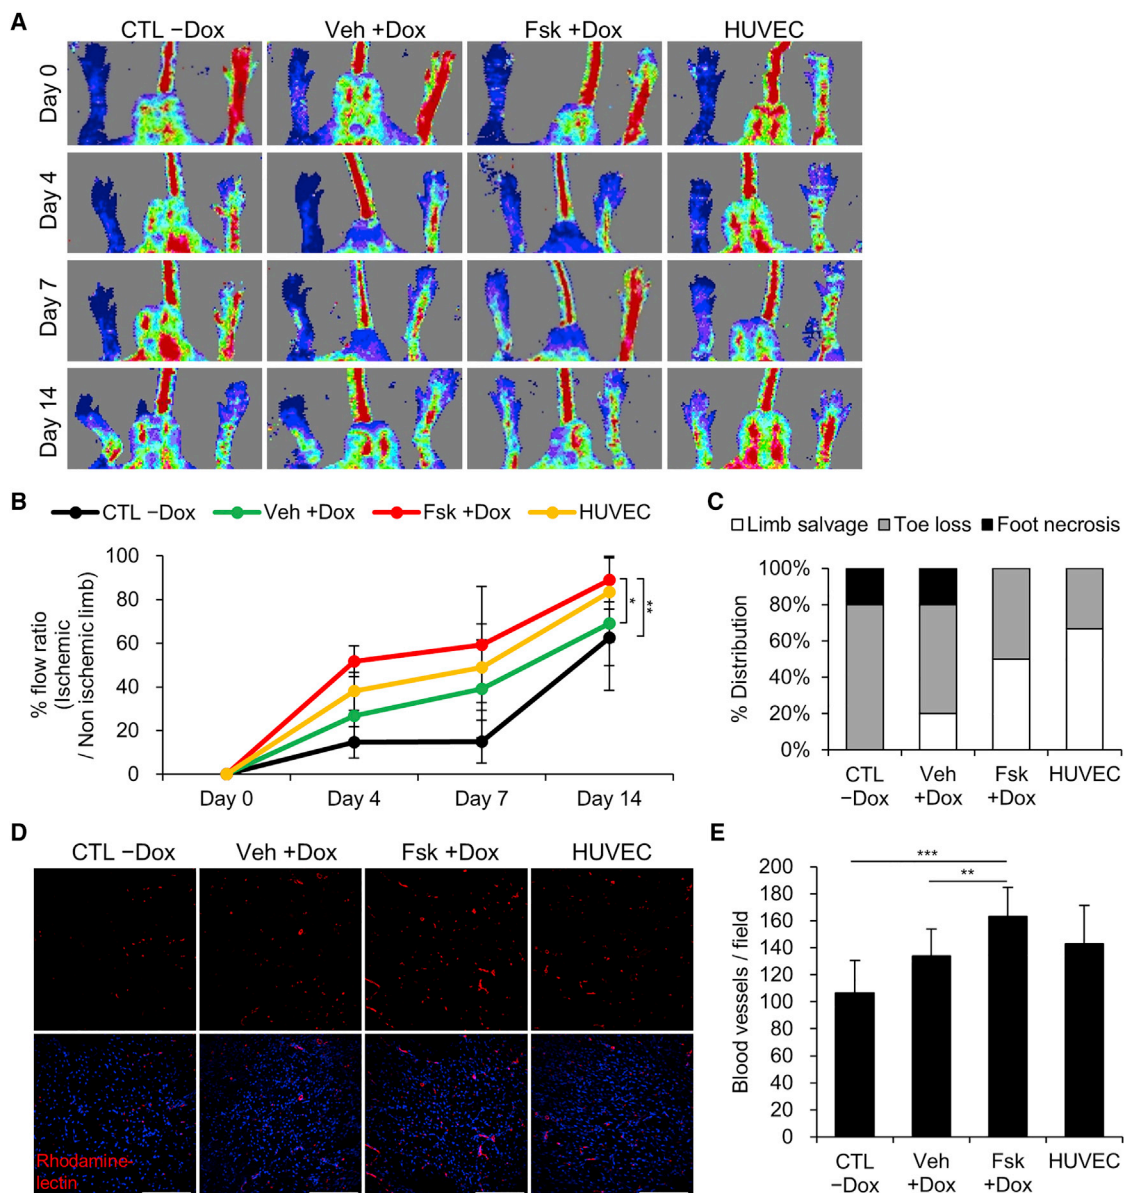 A
CTL −Dox Veh +Dox Fsk +Dox HUVEC
Day 0
Day 4
Day 7
Day 14
B
CTL −Dox Veh +Dox Fsk +Dox HUVEC
% flow ratio
(Ischemic
/ Non ischemic limb)
100
80
60
40
20
0
*
**
Day 0 Day 4 Day 7 Day 14
C
Limb salvage Toe loss Foot necrosis
% Distribution
100%
80%
60%
40%
20%
0%
CTL Veh Fsk HUVEC
−Dox +Dox +Dox
D
CTL −Dox Veh +Dox Fsk +Dox HUVEC
Rhodamine-
lectin
E
Blood vessels / field
200
180
160
140
120
100
80
60
40
20
0
***
**
CTL Veh Fsk HUVEC
−Dox +Dox +Dox